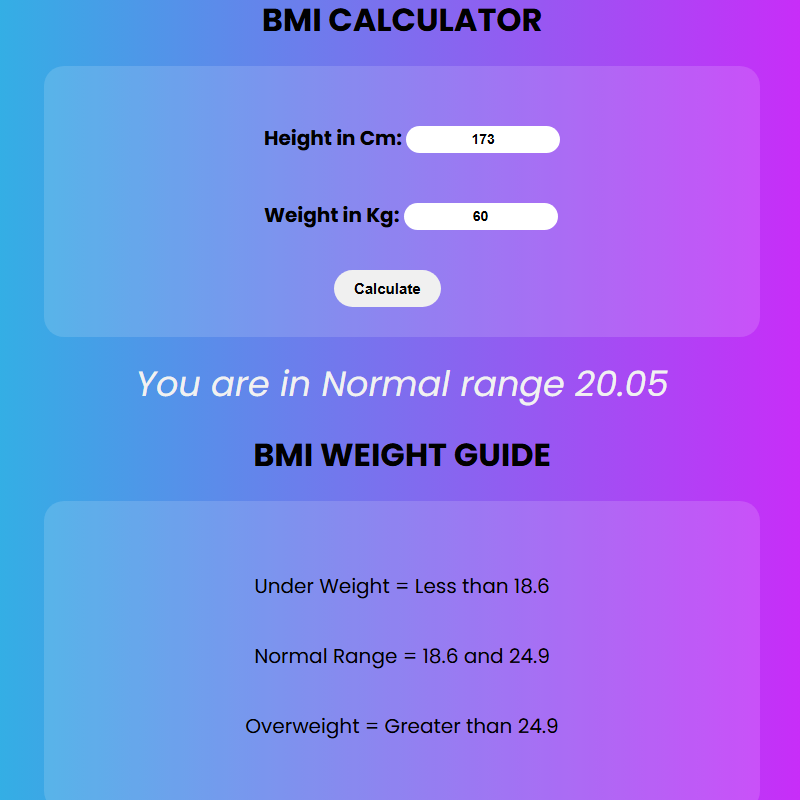 BMI CALCULATOR
Height in Cm: 173
Weight in Kg: 60
Calculate
You are in Normal range 20.05
BMI WEIGHT GUIDE
Under Weight = Less than 18.6
Normal Range = 18.6 and 24.9
Overweight = Greater than 24.9